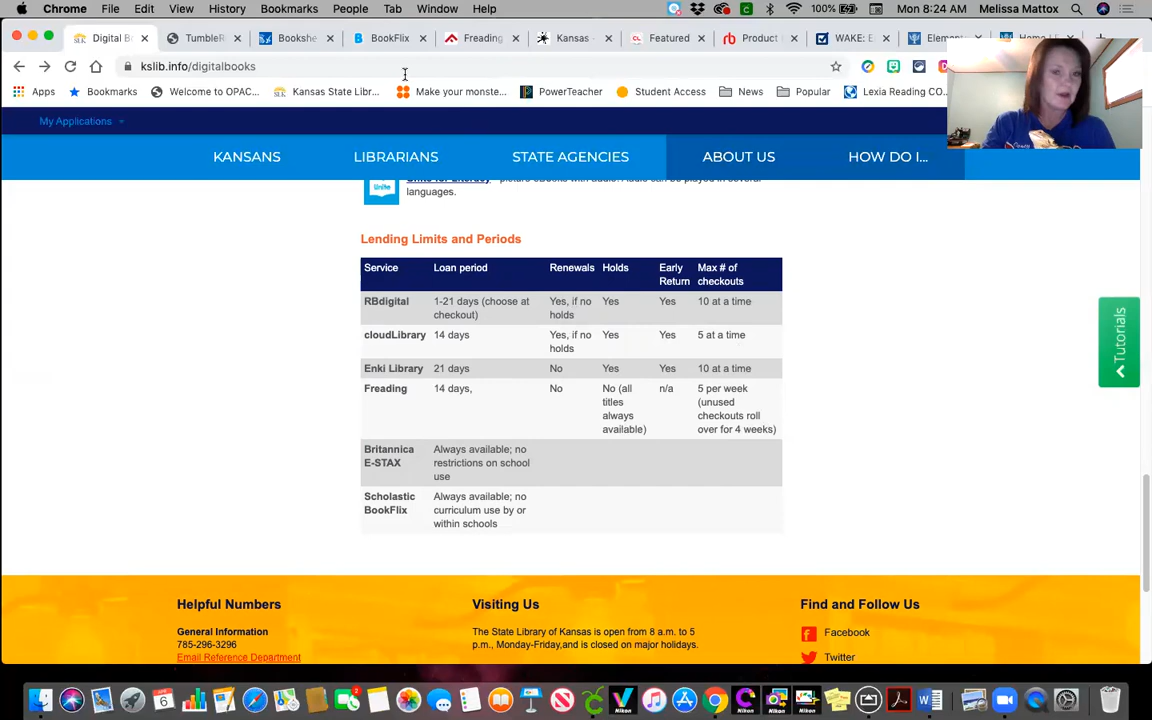 Chrome File Edit View History Bookmarks People Tab Window Help 100% Mon 8:24 AM Melissa Mattox
Digital B TumbleR Bookshe BookFlix Freading Kansas - Featured Product WAKE: E Elem
kslib.info/digitalbooks
Apps Bookmarks Welcome to OPAC... Kansas State Libr... Make your monste... PowerTeacher Student Access News Popular Lexia Reading CO...
My Applications
KANSANS LIBRARIANS STATE AGENCIES ABOUT US HOW DO I...
Unite
languages.
Lending Limits and Periods
Service Loan period Renewals Holds Early Return Max # of checkouts
RBdigital 1-21 days (choose at checkout) Yes, if no holds Yes Yes 10 at a time
cloudLibrary 14 days Yes, if no holds Yes Yes 5 at a time
Enki Library 21 days No Yes Yes 10 at a time
Freading 14 days, No No (all titles always available) n/a 5 per week (unused checkouts roll over for 4 weeks)
Britannica E-STAX Always available; no restrictions on school use
Scholastic BookFlix Always available; no curriculum use by or within schools
Tutorials
Helpful Numbers
General Information
785-296-3296
Email Reference Department
Visiting Us
The State Library of Kansas is open from 8 a.m. to 5
p.m., Monday-Friday,and is closed on major holidays.
Find and Follow Us
Facebook
Twitter